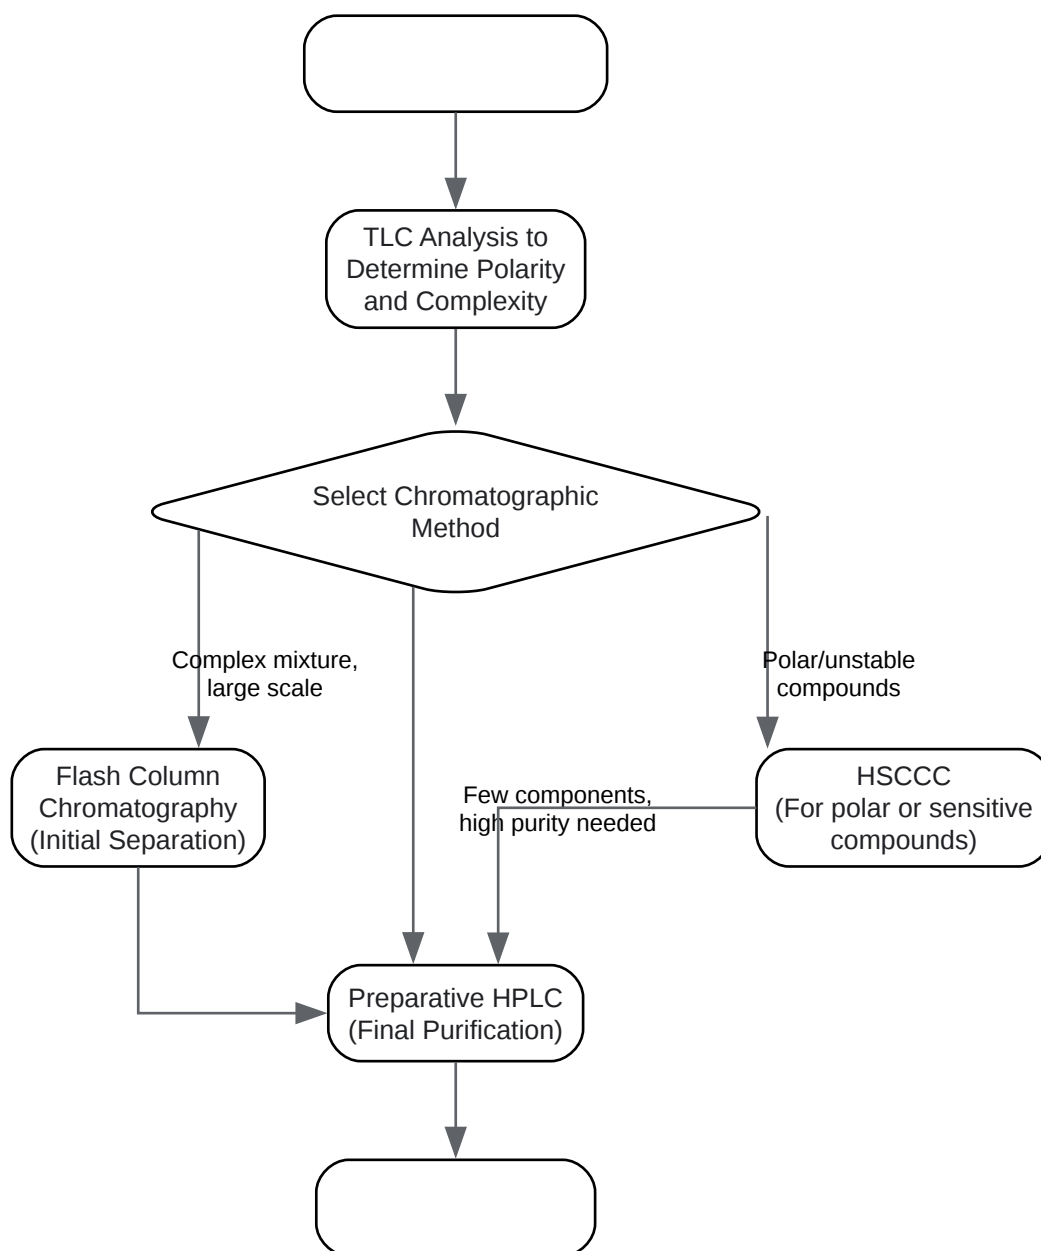 TLC Analysis to
Determine Polarity
and Complexity
Select Chromatographic
Method
Complex mixture,
large scale
Polar/unstable
compounds
Flash Column
Chromatography
(Initial Separation)
Few components,
high purity needed
HSCCC
(For polar or sensitive
compounds)
Preparative HPLC
(Final Purification)